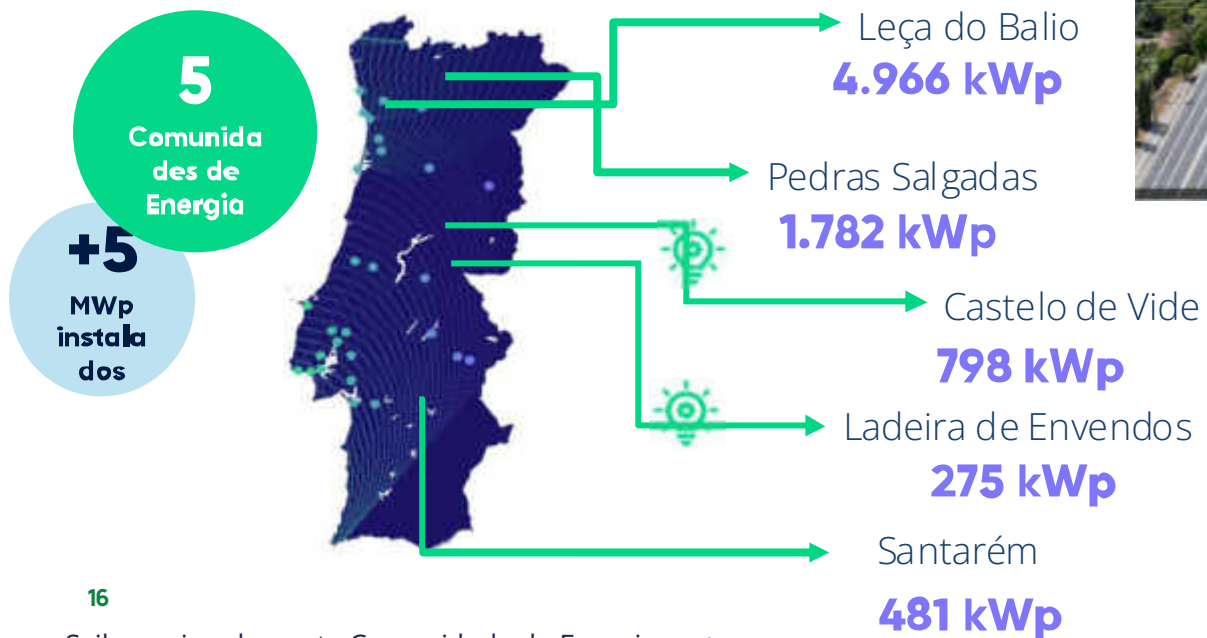 5
Comunida
des de
Energia
+5
MWp
instala
dos
Leça do Balio
4.966 kWp
Pedras Salgadas
1.782 kWp
Castelo de Vide
798 kWp
Ladeira de Envendos
275 kWp
Santarém
481 kWp
16